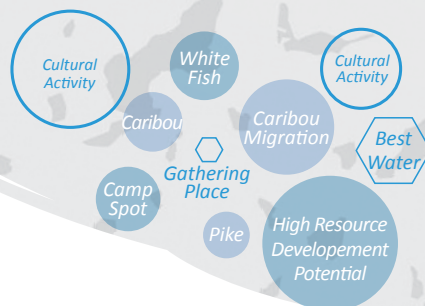 Cultural
Activity
White
Fish
Cultural
Activity
Caribou
Caribou
Migration
Best
Water
Gathering
Place
Camp
Spot
Pike
High Resource
Developement
Potential